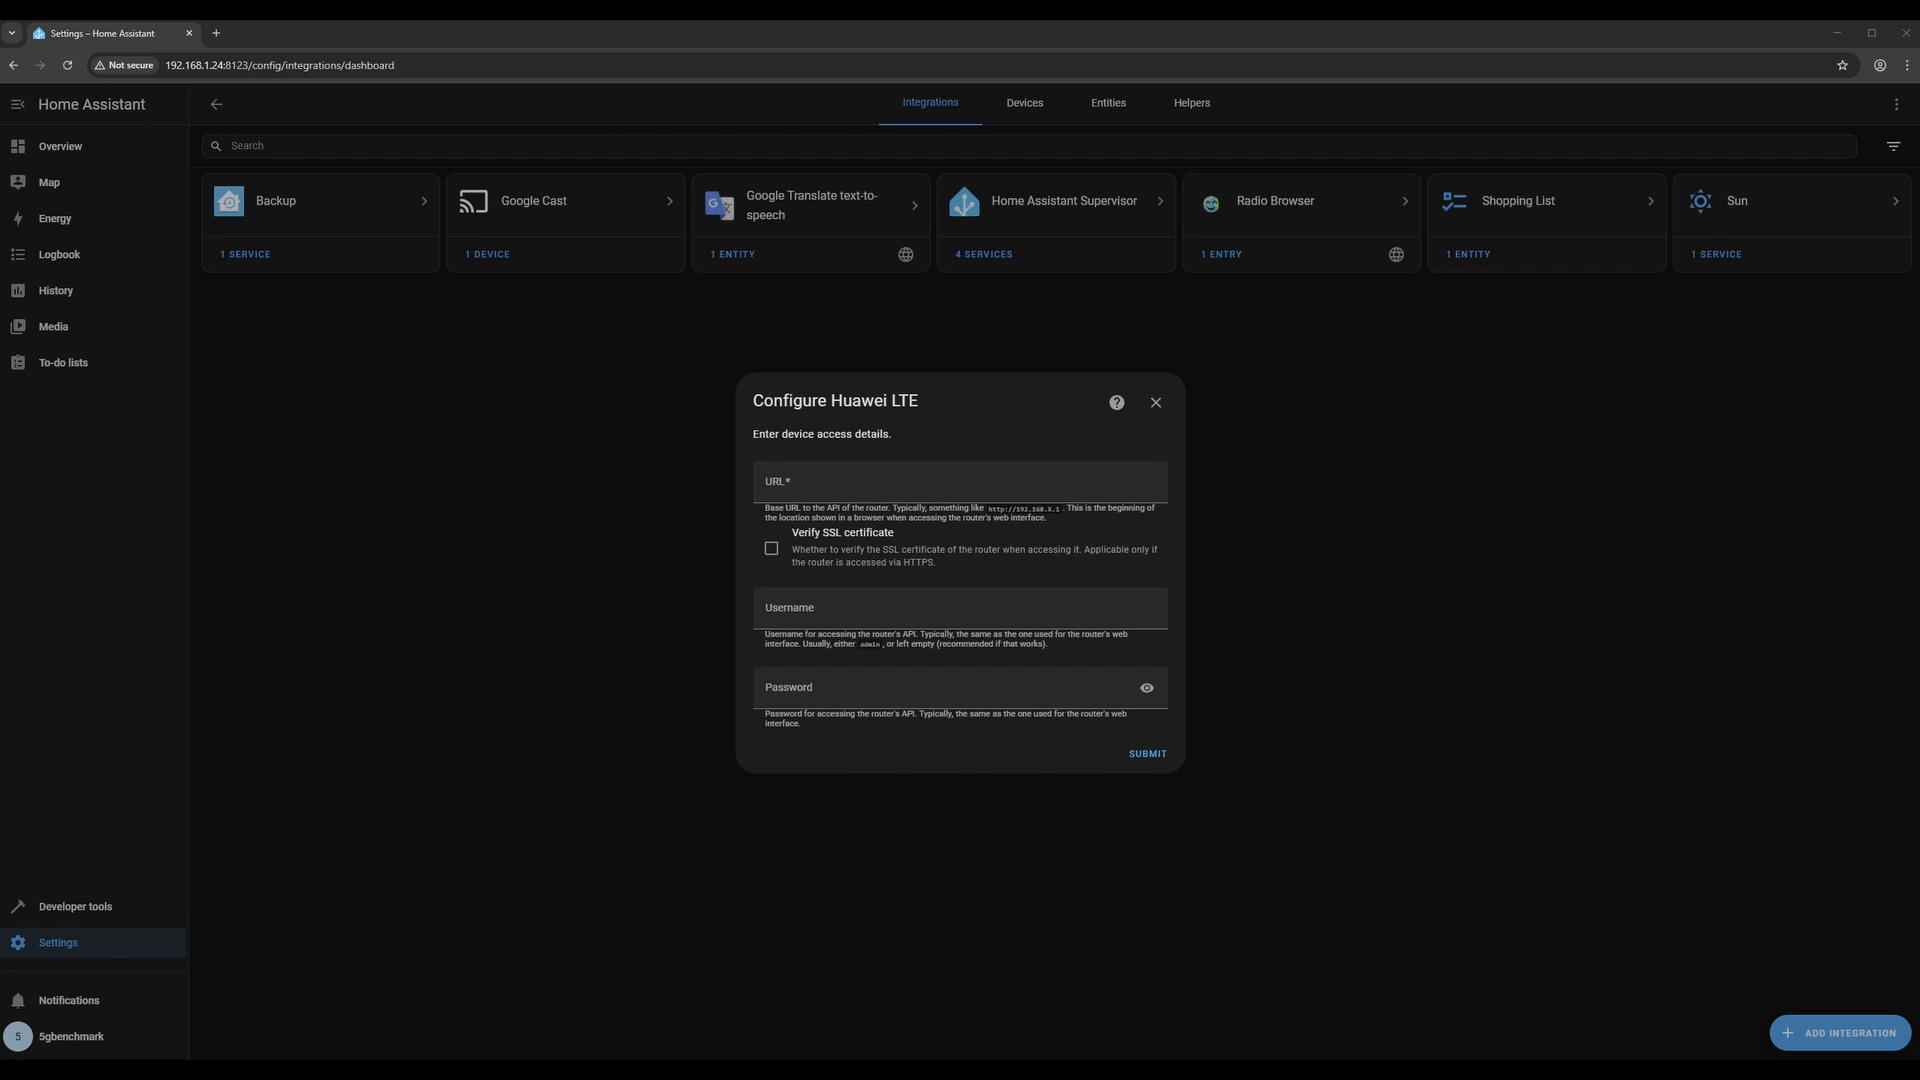 Settings – Home Assistant
Not secure
192.168.1.24:8123/config/integrations/dashboard
Home Assistant
Integrations
Devices
Entities
Helpers
Overview
Map
Energy
Logbook
History
Media
To-do lists
Developer tools
Settings
Notifications
5
5gbenchmark
Search
Backup
1 SERVICE
Google Cast
1 DEVICE
Google Translate text-to-
speech
1 ENTITY
Home Assistant Supervisor
4 SERVICES
Radio Browser
1 ENTRY
Shopping List
1 ENTITY
Sun
1 SERVICE
Configure Huawei LTE
Enter device access details.
URL*
Base URL to the API of the router. Typically, something like http://192.168.X.1 . This is the beginning of
the location shown in a browser when accessing the router's web interface.
Verify SSL certificate
Whether to verify the SSL certificate of the router when accessing it. Applicable only if
the router is accessed via HTTPS.
Username
Username for accessing the router's API. Typically, the same as the one used for the router's web
interface. Usually, either admin , or left empty (recommended if that works).
Password
Password for accessing the router's API. Typically, the same as the one used for the router's web
interface.
SUBMIT
ADD INTEGRATION